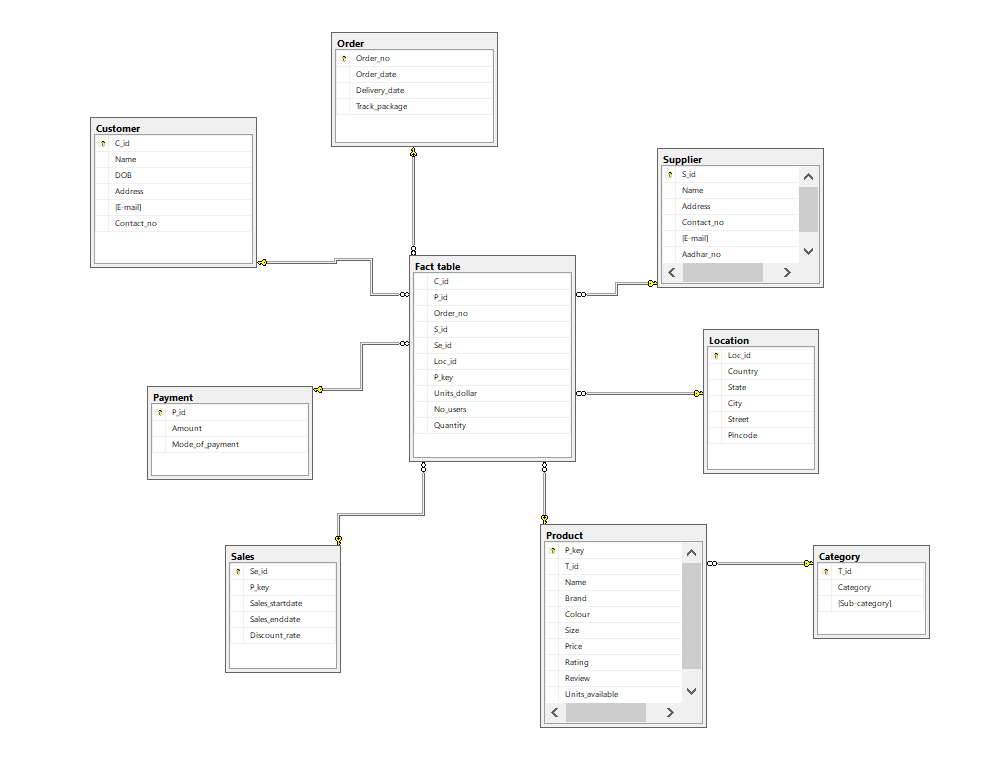 Order
Order_no
Order_date
Delivery_date
Track_package
Customer
C_id
Name
DOB
Address
[E-mail]
Contact_no
Supplier
S_id
Name
Address
Contact_no
[E-mail]
Aadhar_no
Fact table
C_id
P_id
Order_no
S_id
Se_id
Loc_id
P_key
Units_dollar
No_users
Quantity
Location
Loc_id
Country
State
City
Street
Pincode
Payment
P_id
Amount
Mode_of_payment
Sales
Se_id
P_key
Sales_startdate
Sales_enddate
Discount_rate
Product
P_key
T_id
Name
Brand
Colour
Size
Price
Rating
Review
Units_available
Category
T_id
Category
[Sub-category]